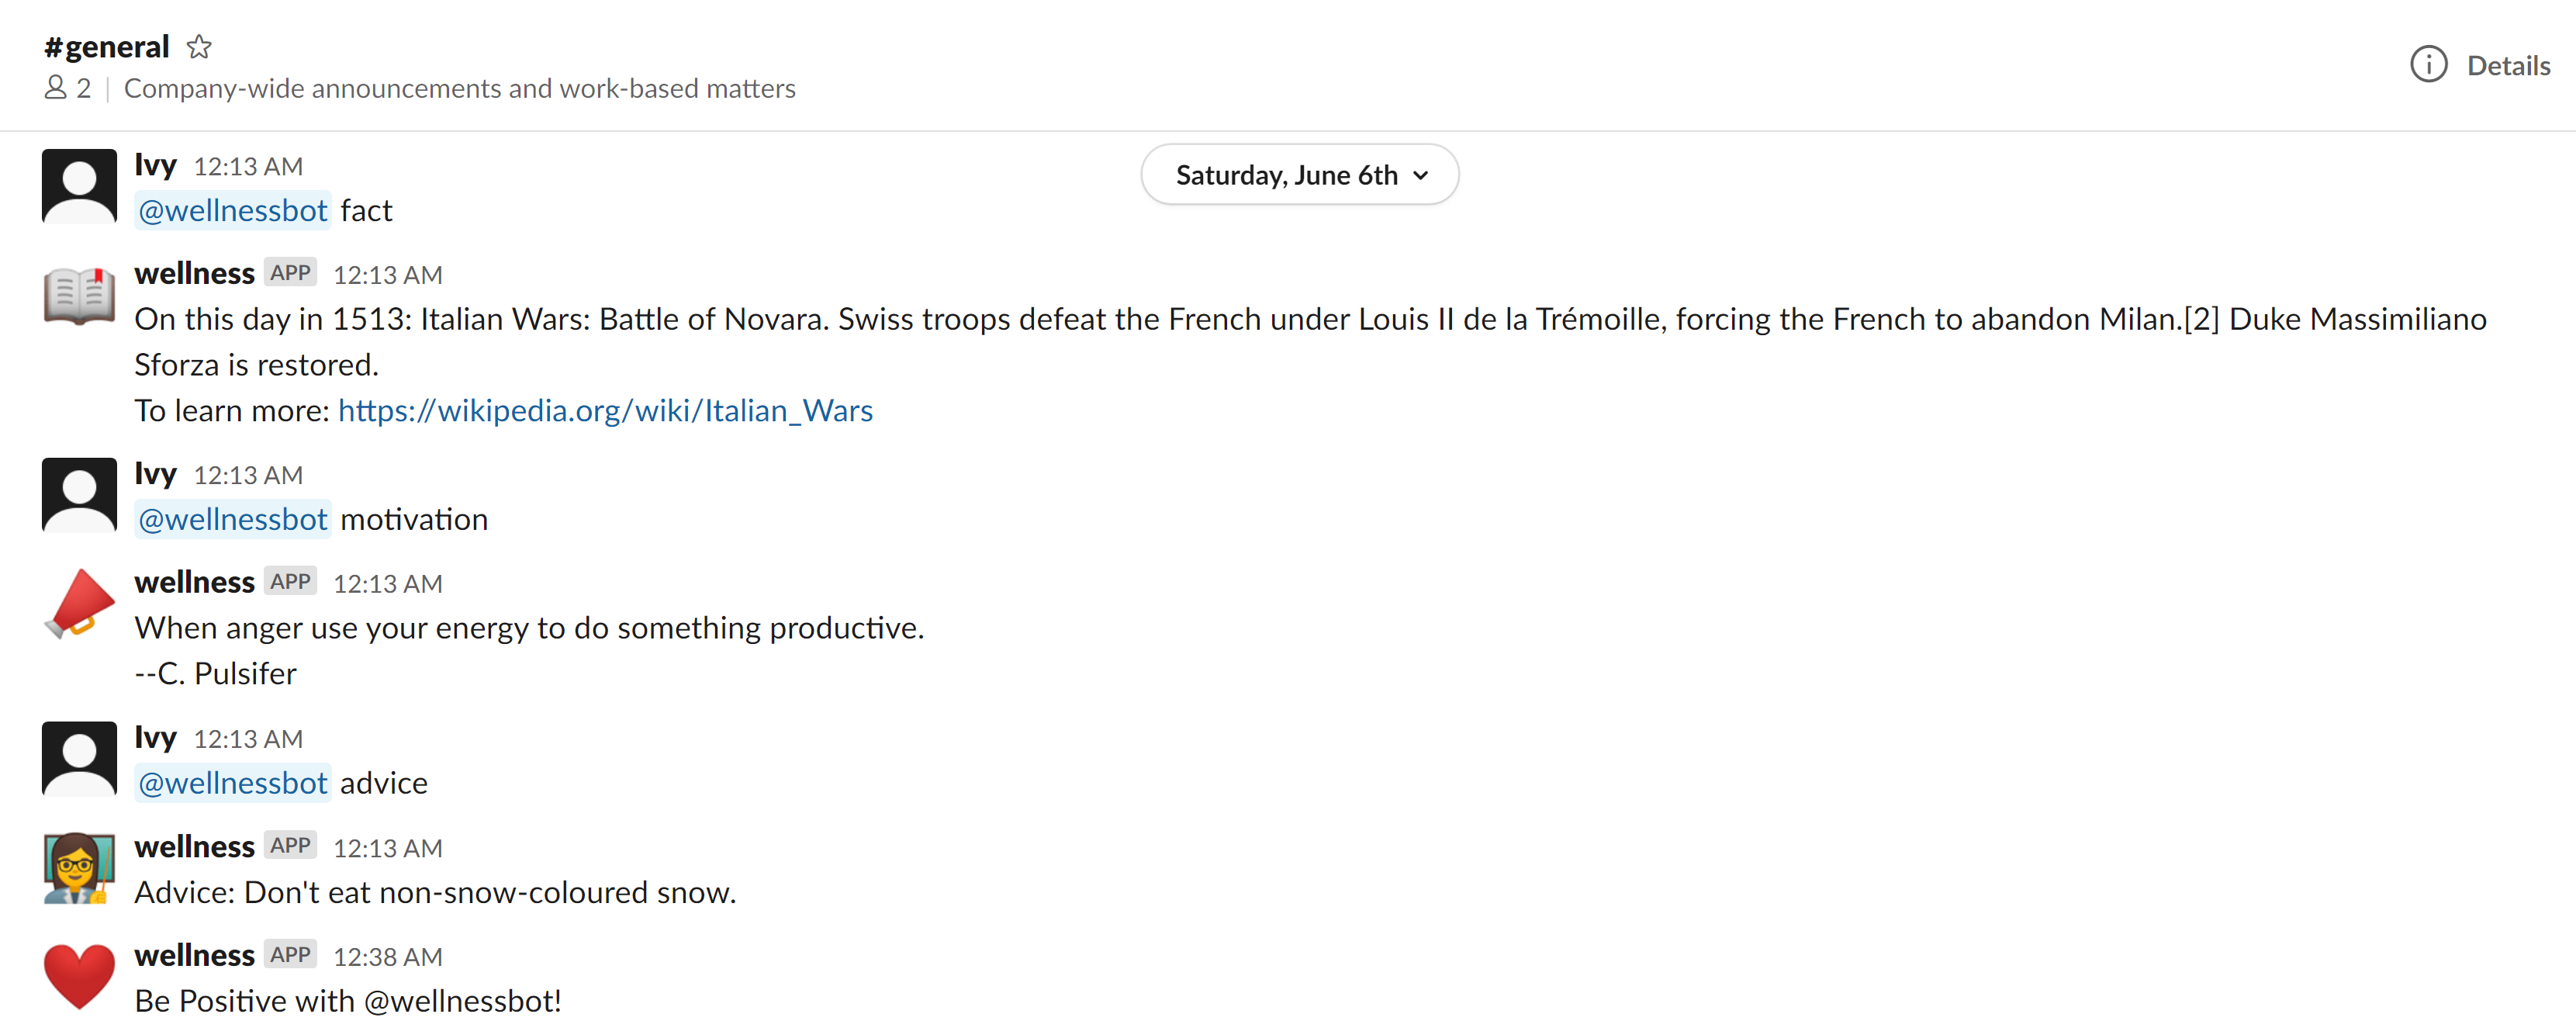 #general
2 | Company-wide announcements and work-based matters
Details
Saturday, June 6th
Ivy 12:13 AM
@wellnessbot fact
wellness APP 12:13 AM
On this day in 1513: Italian Wars: Battle of Novara. Swiss troops defeat the French under Louis II de la Trémoille, forcing the French to abandon Milan.[2] Duke Massimiliano
Sforza is restored.
To learn more: https://wikipedia.org/wiki/Italian_Wars
Ivy 12:13 AM
@wellnessbot motivation
wellness APP 12:13 AM
When anger use your energy to do something productive.
--C. Pulsifer
Ivy 12:13 AM
@wellnessbot advice
wellness APP 12:13 AM
Advice: Don't eat non-snow-coloured snow.
wellness APP 12:38 AM
Be Positive with @wellnessbot!